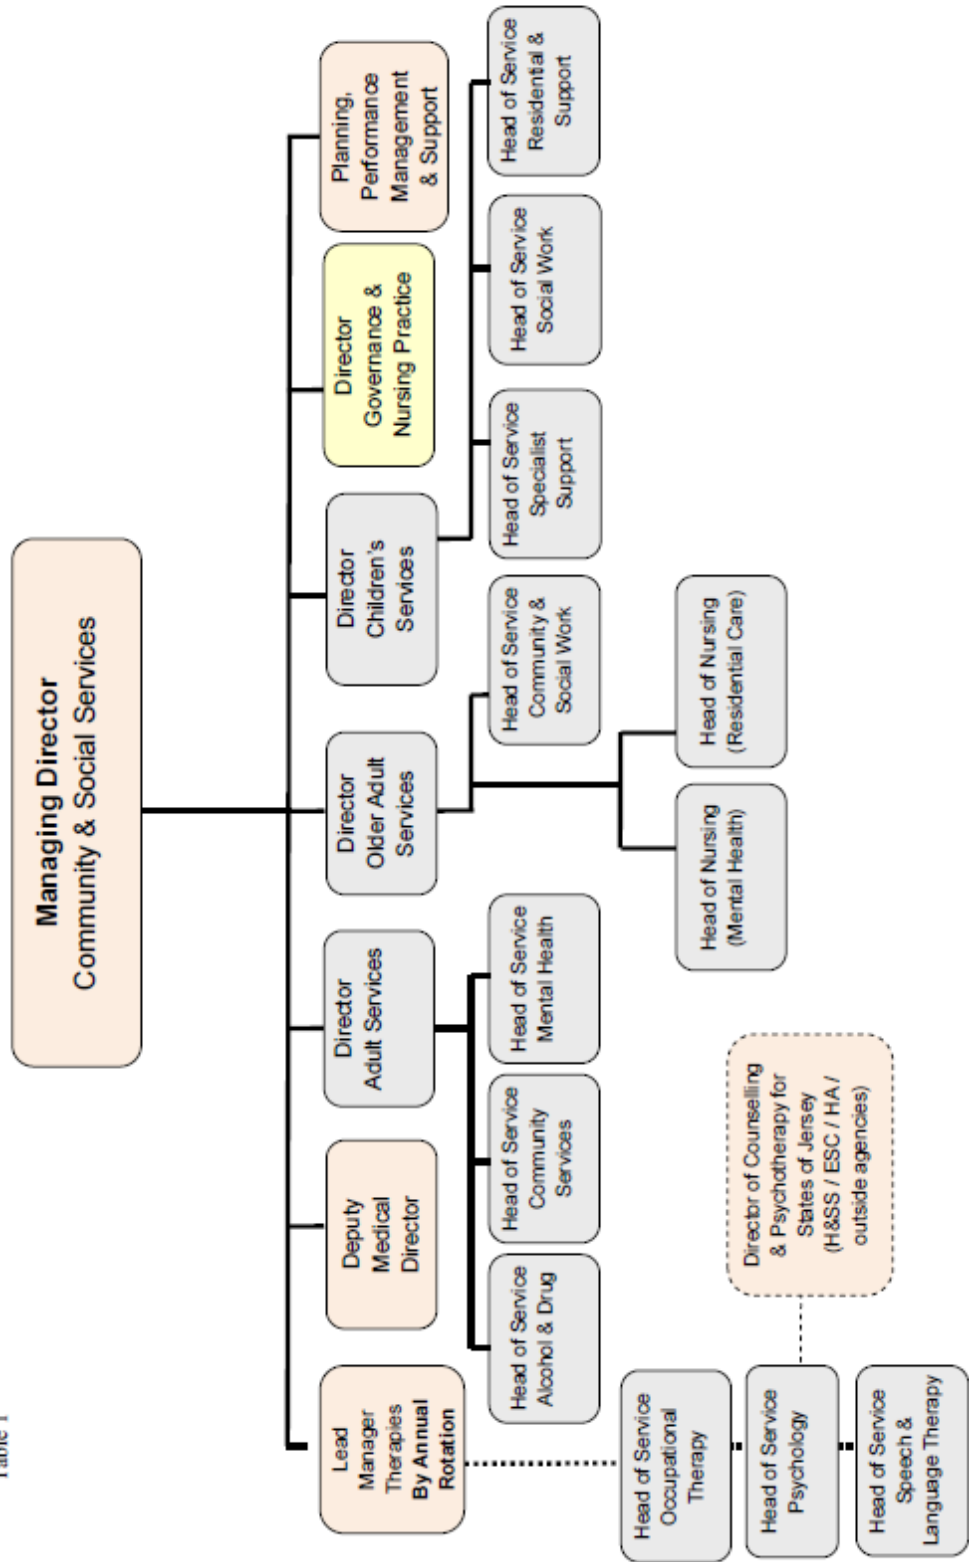 Table 1
Managing Director
Community & Social Services
Lead
Manager
Therapies
By Annual
Rotation
Deputy
Medical
Director
Director
Adult Services
Director
Older Adult
Services
Director
Children's
Services
Director
Governance &
Nursing Practice
Planning,
Performance
Management
& Support
Head of Service
Alcohol & Drug
Head of Service
Community
Services
Head of Service
Mental Health
Head of Service
Community &
Social Work
Head of Service
Specialist
Support
Head of Service
Social Work
Head of Service
Residential &
Support
Head of Service
Occupational
Therapy
Head of Service
Psychology
Head of Service
Speech &
Language Therapy
Director of Counselling
& Psychotherapy for
States of Jersey
(H&SS / ESC / HA /
outside agencies)
Head of Nursing
(Mental Health)
Head of Nursing
(Residential Care)